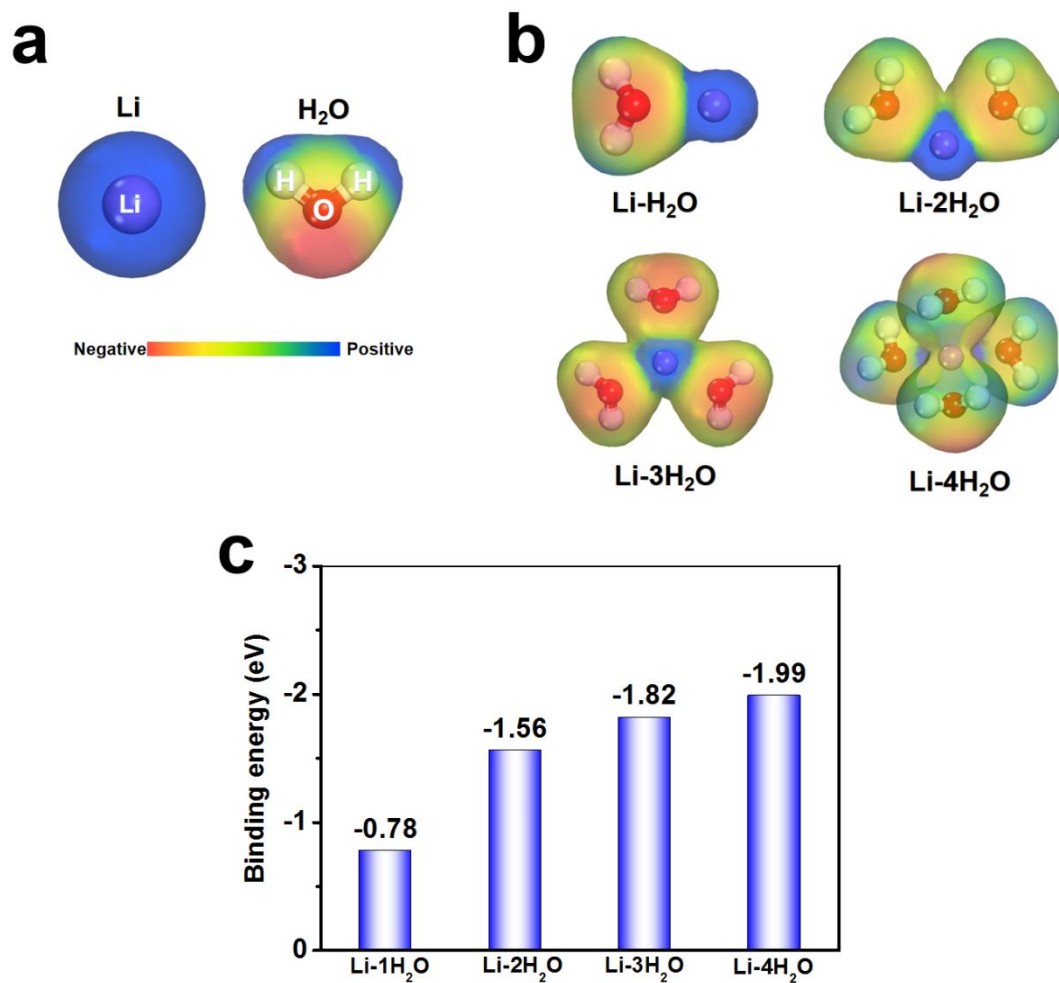 a
Li
H₂O
Li
H H
O
Negative Positive
b
Li-H₂O
Li-2H₂O
Li-3H₂O
Li-4H₂O
c
Binding energy (eV)
-3
-2
-1
0
-0.78
-1.56
-1.82
-1.99
Li-1H₂O
Li-2H₂O
Li-3H₂O
Li-4H₂O